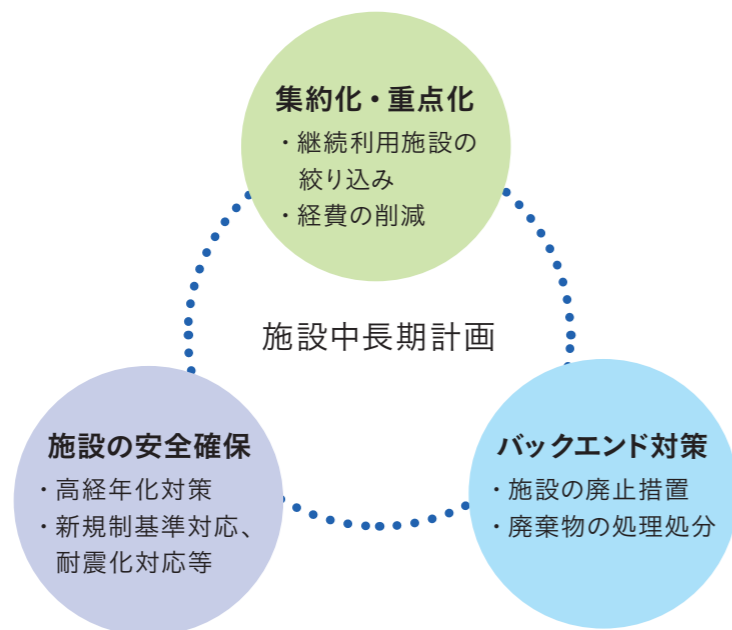 集約化・重点化
・継続利用施設の
絞り込み
・経費の削減
施設中長期計画
施設の安全確保
・高経年化対策
・新規制基準対応、
耐震化対応等
バックエンド対策
・施設の廃止措置
・廃棄物の処理処分